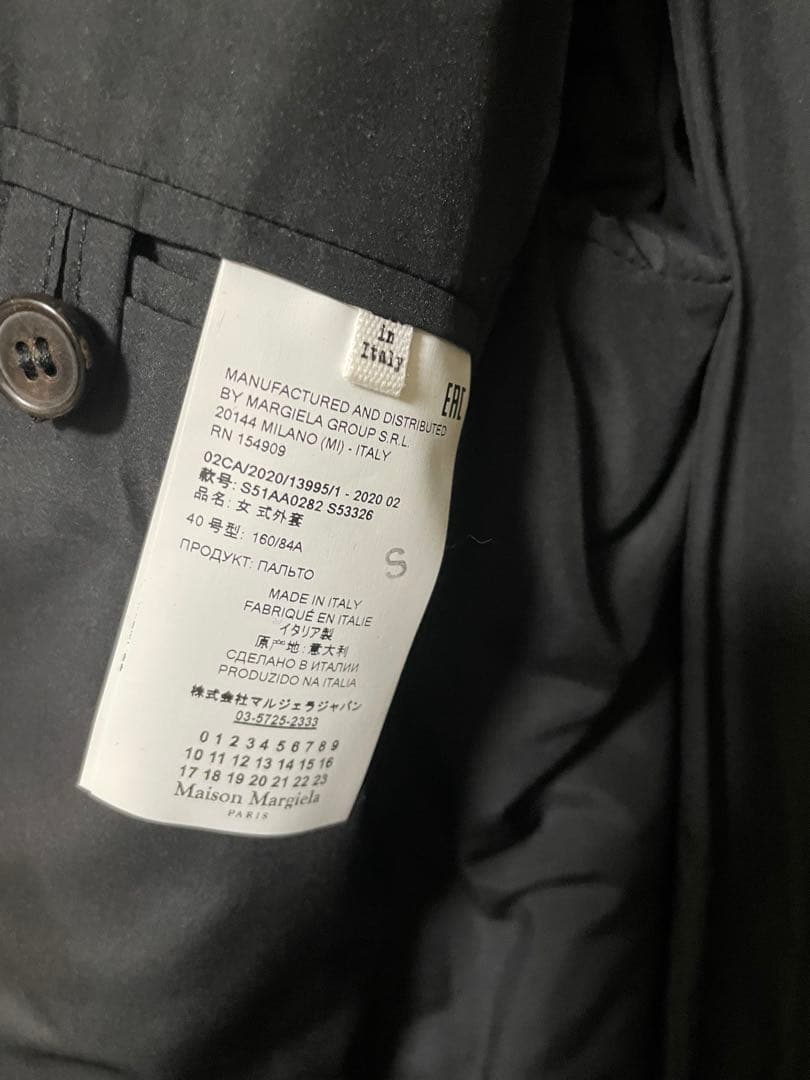 in
Italy
EAC
MANUFACTURED AND DISTRIBUTED
BY MARGIELA GROUP S.R.L.
20144 MILANO (MI) - ITALY
RN 154909
02CA/2020/13995/1 - 2020 02
款号: S51AA0282 S53326
品名: 女 式外套
40 号型: 160/84A
S
ПРОДУКТ: ПАЛЬТО
MADE IN ITALY
FABRIQUÉ EN ITALIE
イタリア製
原产地: 意大利
СДЕЛАНО В ИТАЛИИ
PRODUZIDO NA ITALIA
株式会社マルジェラジャパン
03-5725-2333
0 1 2 3 4 5 6 7 8 9
10 11 12 13 14 15 16
17 18 19 20 21 22 23
Maison Margiela
PARIS